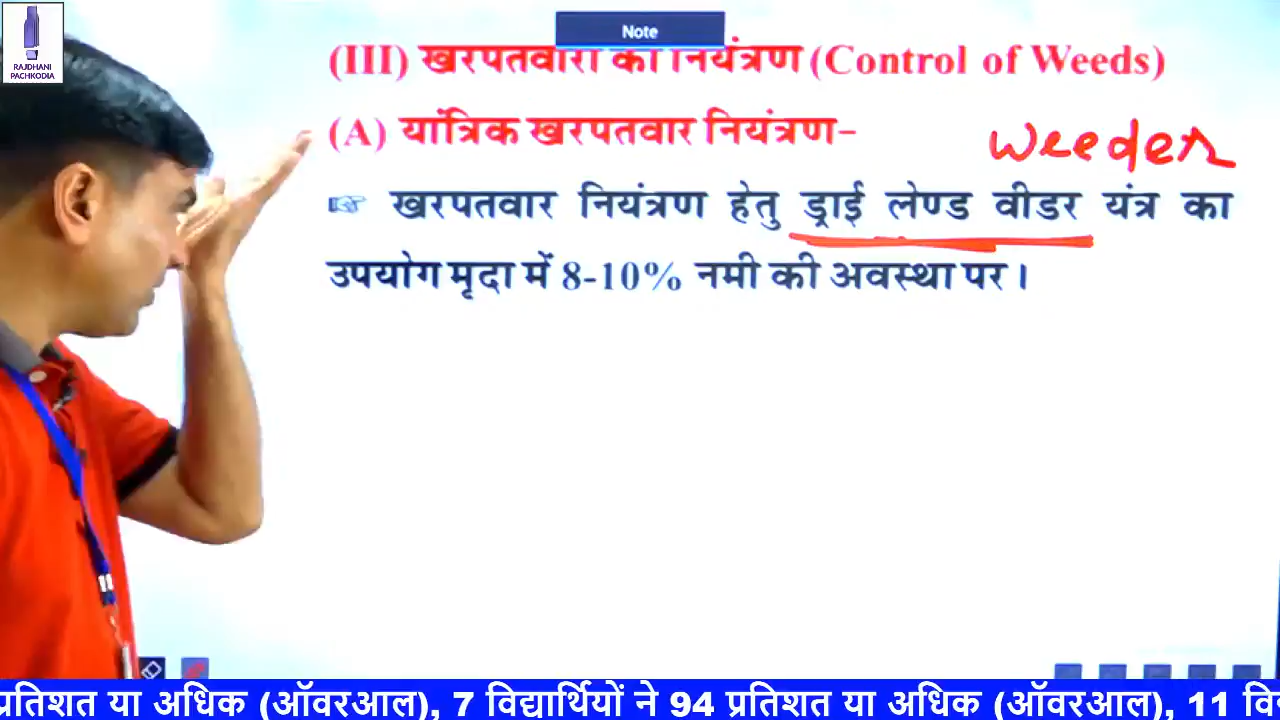 RAJDHANI
PACHKODIA
Note
(III) खरपतवारों का नियंत्रण (Control of Weeds)
(A) यांत्रिक खरपतवार नियंत्रण-
weeder
☞ खरपतवार नियंत्रण हेतु ड्राई लेण्ड वीडर यंत्र का
उपयोग मृदा में 8-10% नमी की अवस्था पर।
प्रतिशत या अधिक (ऑवरआल), 7 विद्यार्थियों ने 94 प्रतिशत या अधिक (ऑवरआल), 11 वि